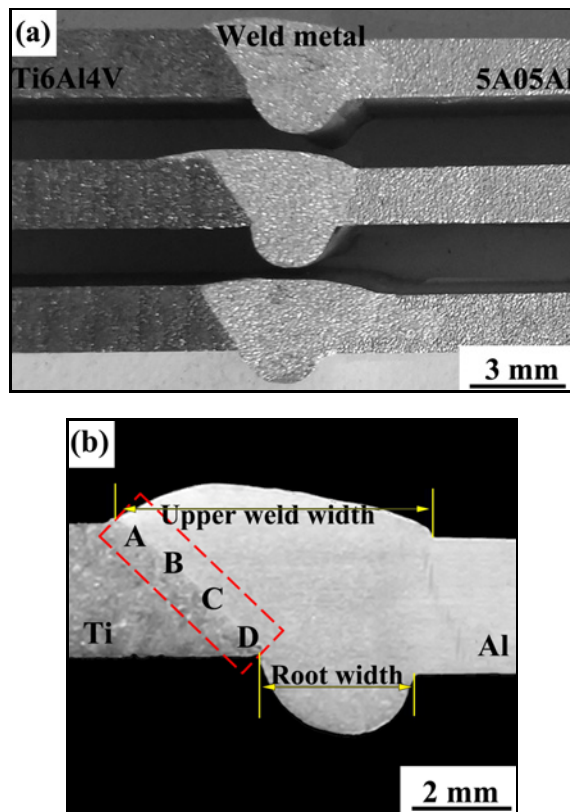 (a)
Weld metal
Ti6Al4V
5A05Al
3 mm
(b)
Upper weld width
A
B
C
D
Ti
Al
Root width
2 mm